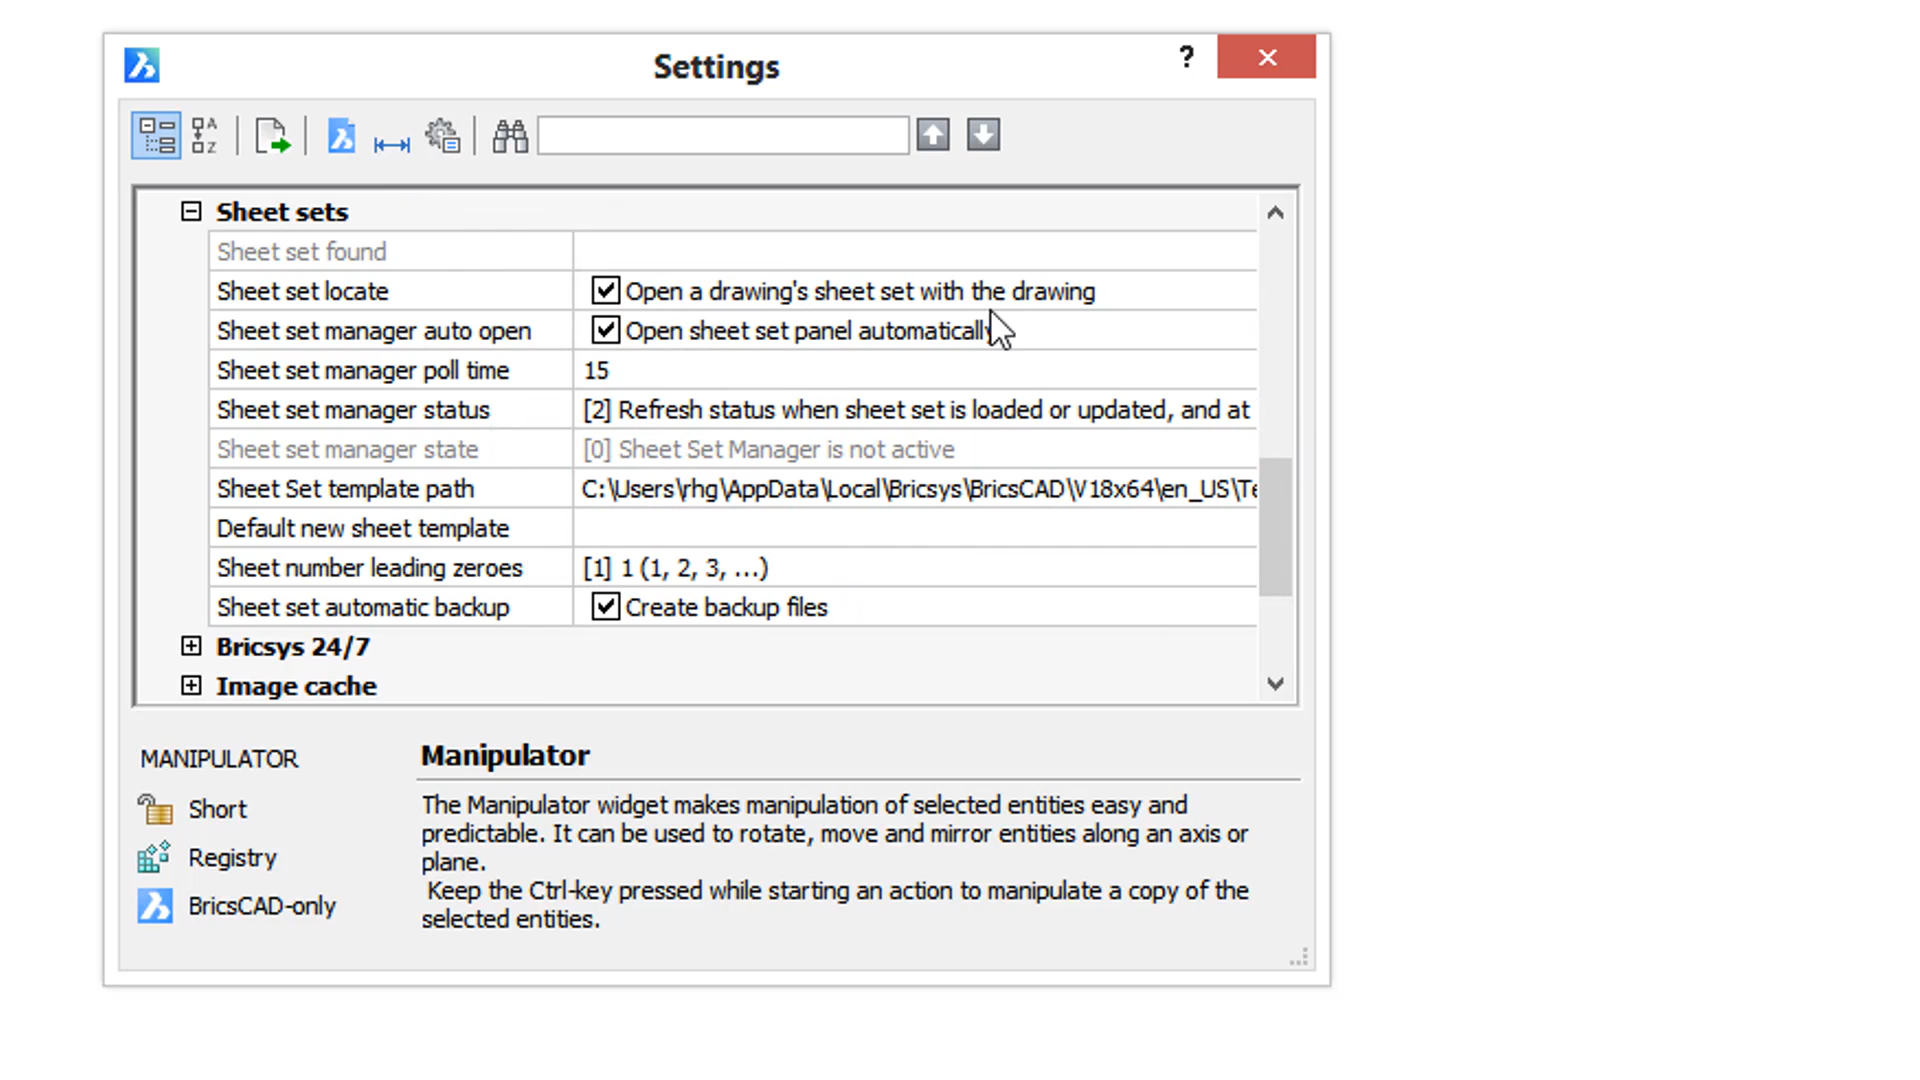 Settings
?
Sheet sets
Sheet set found
Sheet set locate Open a drawing's sheet set with the drawing
Sheet set manager auto open Open sheet set panel automatically
Sheet set manager poll time 15
Sheet set manager status [2] Refresh status when sheet set is loaded or updated, and at
Sheet set manager state [0] Sheet Set Manager is not active
Sheet Set template path C:\Users\rhg\AppData\Local\Bricsys\BricsCAD\V18x64\en_US\Te
Default new sheet template
Sheet number leading zeroes [1] 1 (1, 2, 3, ...)
Sheet set automatic backup Create backup files
Bricsys 24/7
Image cache
MANIPULATOR
Short
Registry
BricsCAD-only
Manipulator
The Manipulator widget makes manipulation of selected entities easy and
predictable. It can be used to rotate, move and mirror entities along an axis or
plane.
Keep the Ctrl-key pressed while starting an action to manipulate a copy of the
selected entities.